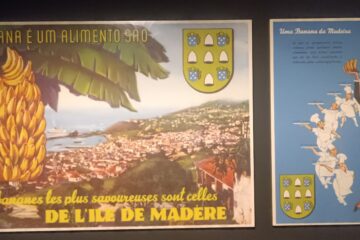 ANA É UM ALIMENTO SÃO
bananes les plus savoureuses sont celles
DE L'ILE DE MADÈRE
Uma Banana da Madeira